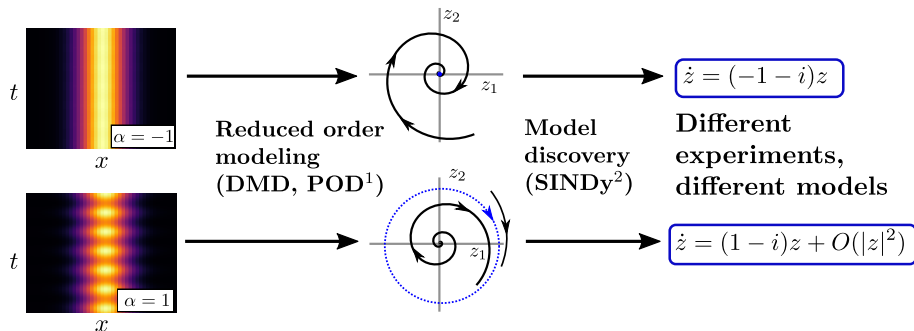 t
α = −1
x
z₂
z₁
ż = (−1 − i)z
Reduced order
modeling
(DMD, POD¹)
Model
discovery
(SINDy²)
Different
experiments,
different models
t
α = 1
x
z₂
z₁
ż = (1 − i)z + O(|z|²)